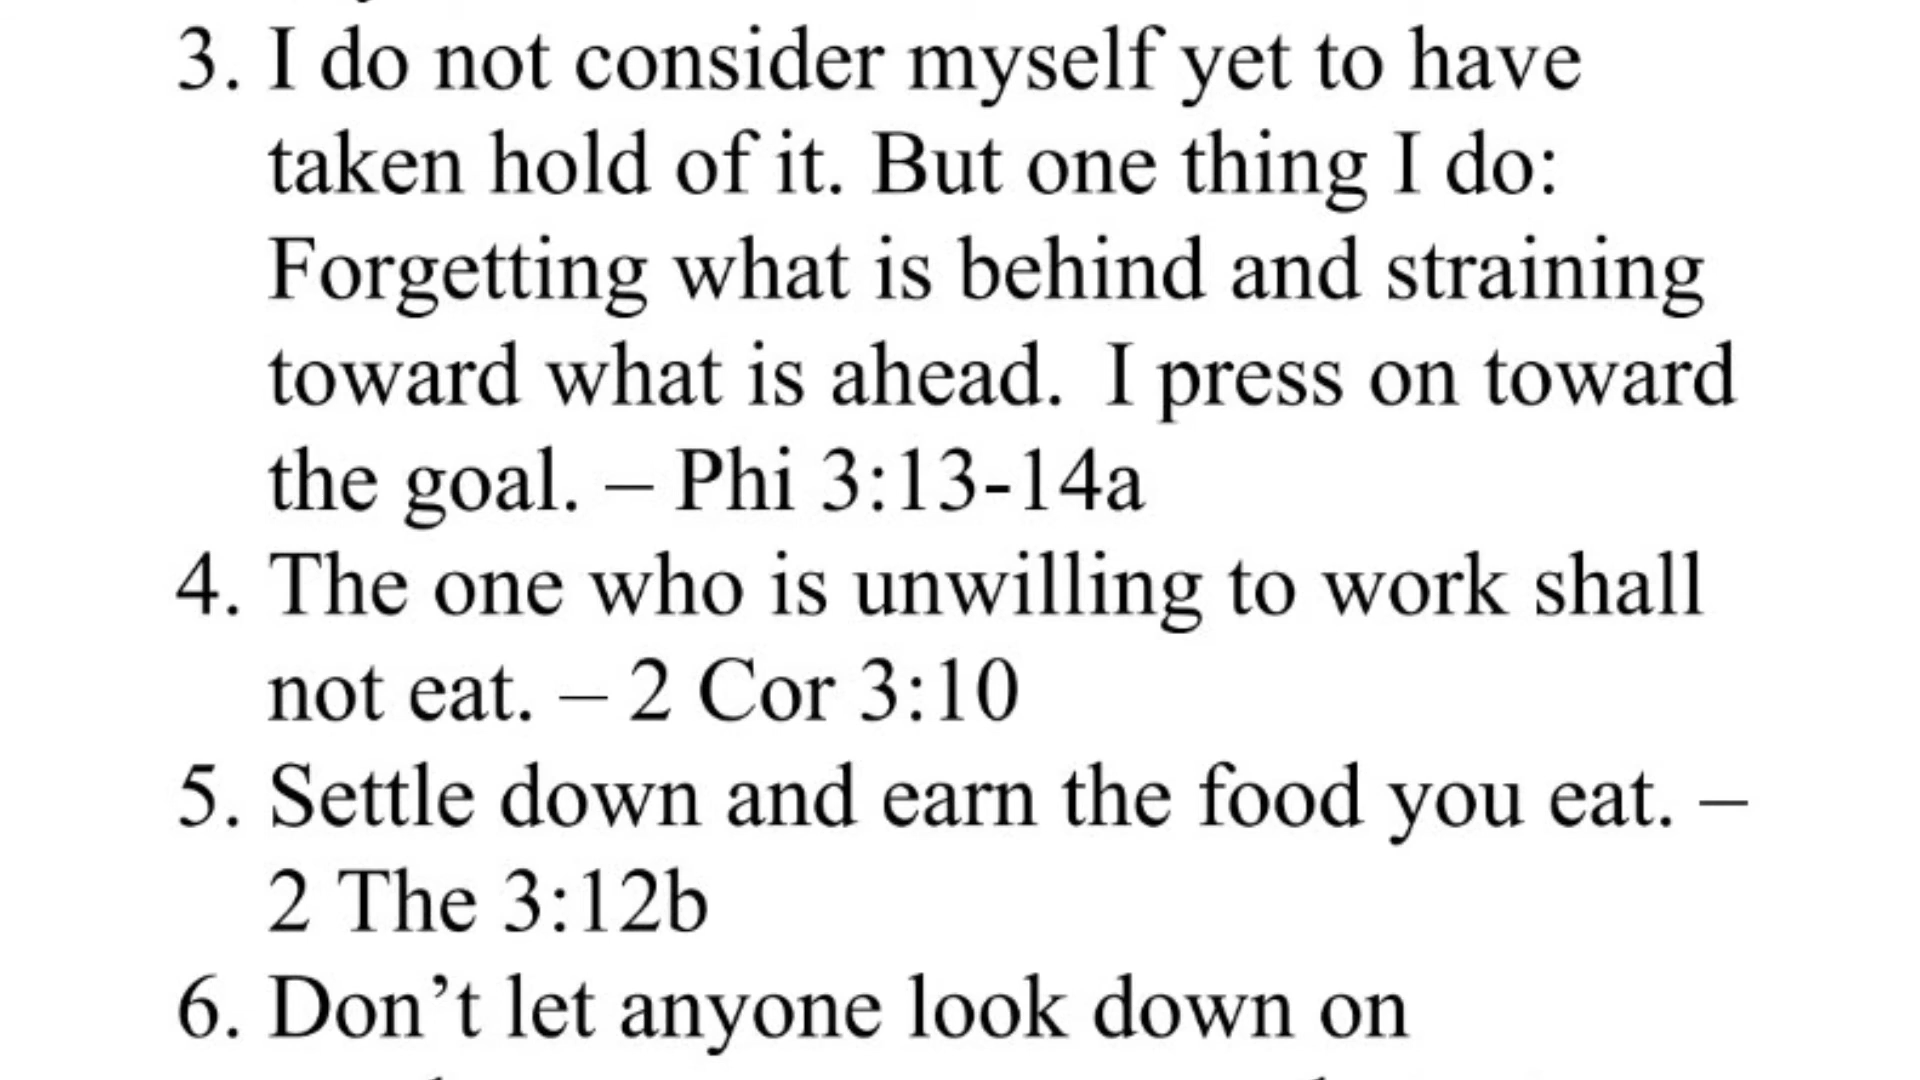 3. I do not consider myself yet to have
taken hold of it. But one thing I do:
Forgetting what is behind and straining
toward what is ahead.  I press on toward
the goal. – Phi 3:13-14a
4. The one who is unwilling to work shall
not eat. – 2 Cor 3:10
5. Settle down and earn the food you eat. –
2 The 3:12b
6. Don’t let anyone look down on